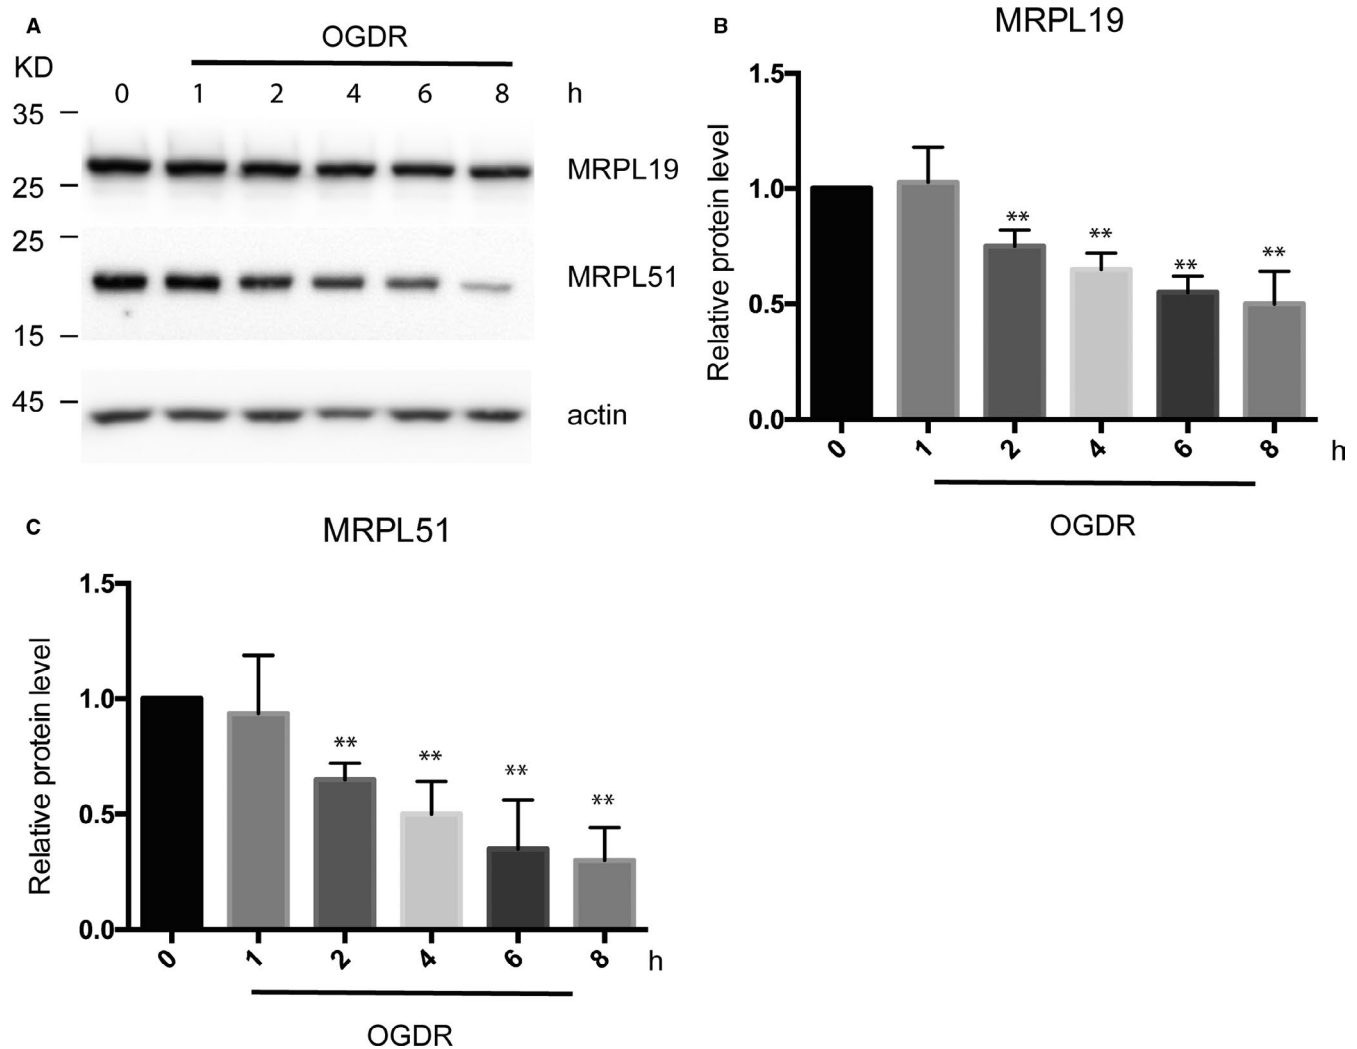 A
OGDR
KD
0 1 2 4 6 8 h
35
MRPL19
25
25
MRPL51
15
45
actin
B
MRPL19
Relative protein level
1.5
1.0
0.5
0.0
** ** ** **
0 1 2 4 6 8 h
OGDR
C
MRPL51
Relative protein level
1.5
1.0
0.5
0.0
** ** ** **
0 1 2 4 6 8 h
OGDR